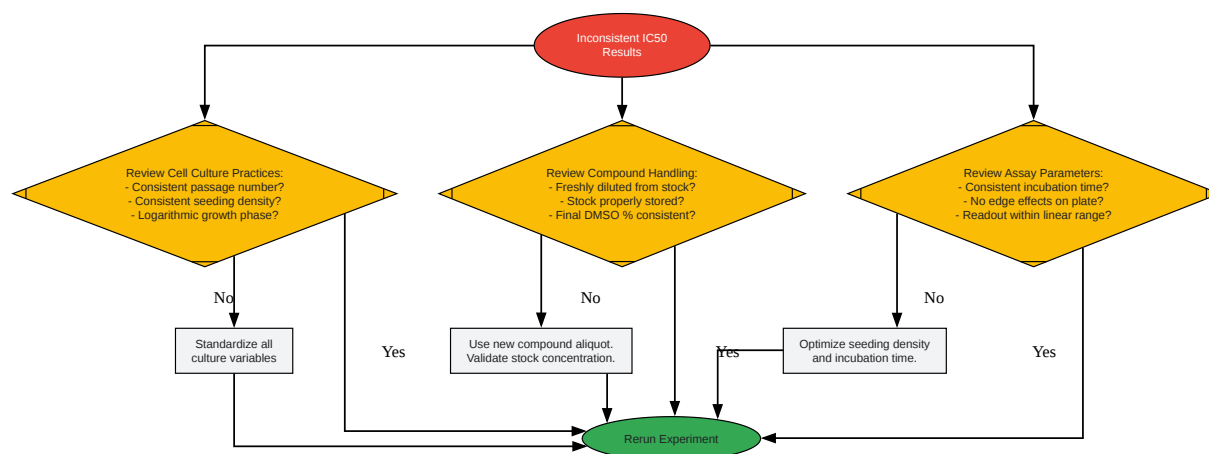 Inconsistent IC50
Results
Review Cell Culture Practices:
- Consistent passage number?
- Consistent seeding density?
- Logarithmic growth phase?
Review Compound Handling:
- Freshly diluted from stock?
- Stock properly stored?
- Final DMSO % consistent?
Review Assay Parameters:
- Consistent incubation time?
- No edge effects on plate?
- Readout within linear range?
No
No
No
Standardize all
culture variables
Yes
Use new compound aliquot.
Validate stock concentration.
Yes
Optimize seeding density
and incubation time.
Yes
Rerun Experiment